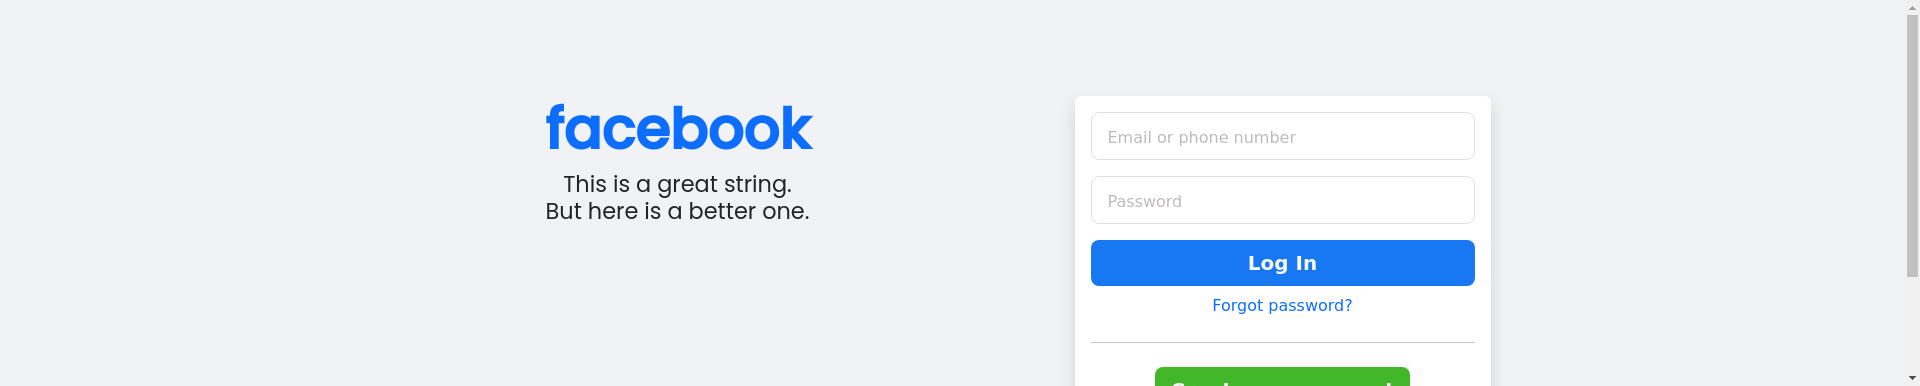 facebook
This is a great string.
But here is a better one.
Email or phone number
Password
Log In
Forgot password?